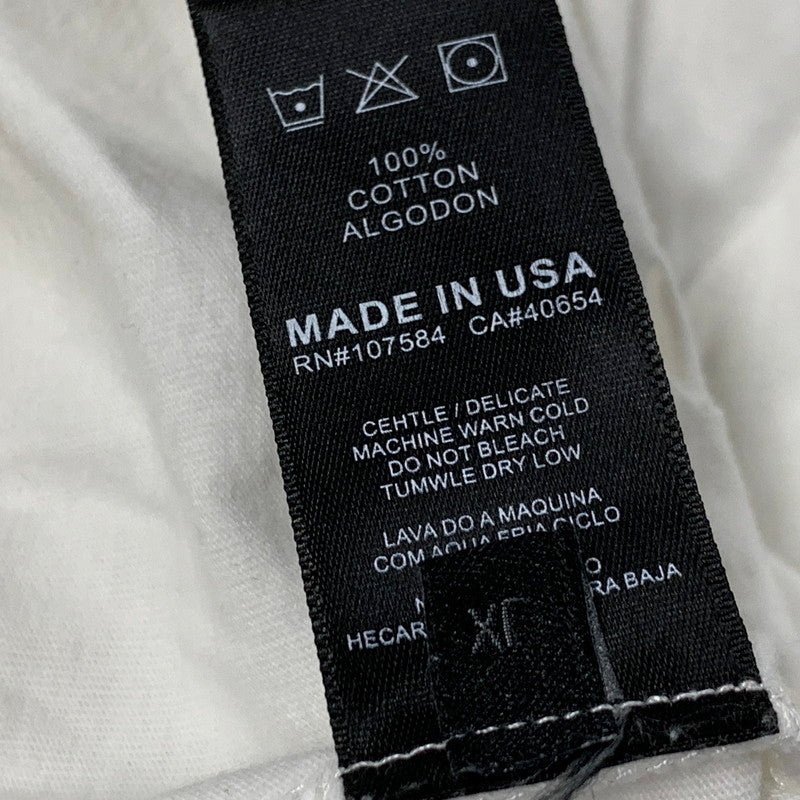 100%
COTTON
ALGODON
MADE IN USA
RN#107584 CA#40654
CEHTLE / DELICATE
MACHINE WARN COLD
DO NOT BLEACH
TUMWLE DRY LOW
LAVA DO A MAQUINA
COM AQUA FRIA CICLO
BAJA
XL